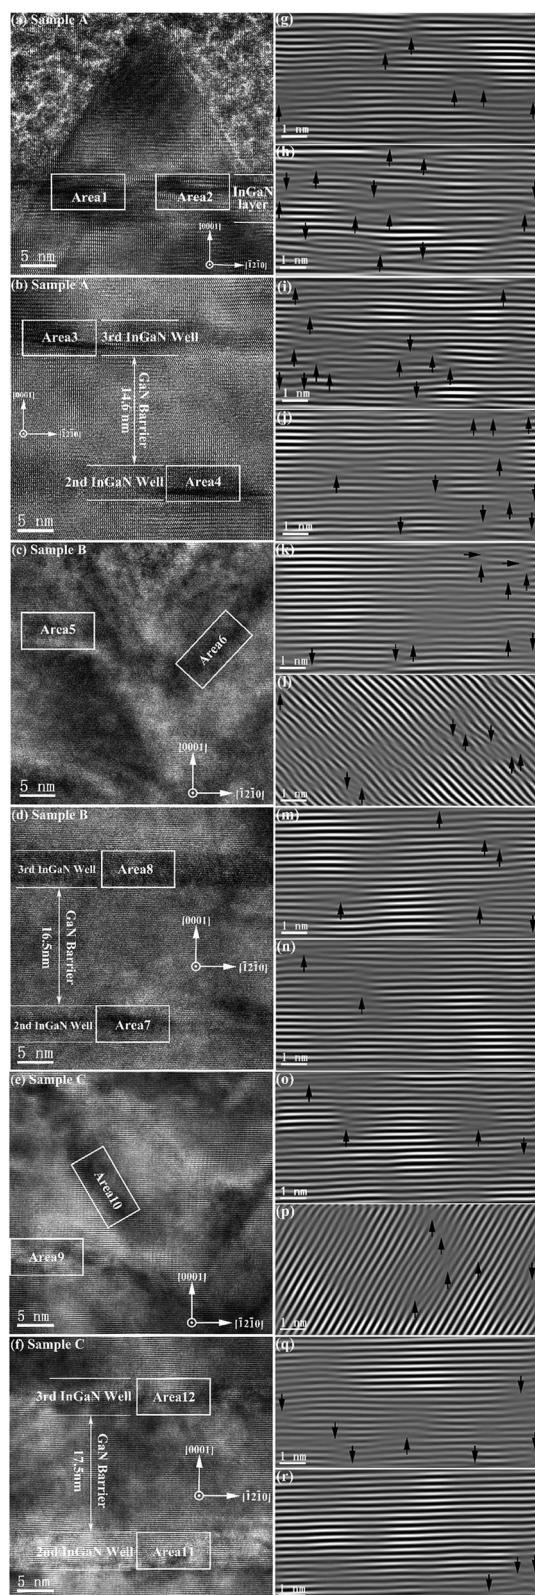 (a) Sample A
Area1
Area2
InGaN
layer
[0001]
[1̄21̄0]
5 nm
(b) Sample A
Area3
3rd InGaN Well
GaN Barrier
14.6 nm
[0001]
[1̄21̄0]
2nd InGaN Well
Area4
5 nm
(c) Sample B
Area5
Area6
[0001]
[1̄21̄0]
5 nm
(d) Sample B
3rd InGaN Well
Area8
GaN Barrier
16.5nm
[0001]
[1̄21̄0]
2nd InGaN Well
Area7
5 nm
(e) Sample C
Area10
Area9
[0001]
[1̄21̄0]
5 nm
(f) Sample C
3rd InGaN Well
Area12
GaN Barrier
17.5nm
[0001]
[1̄21̄0]
2nd InGaN Well
Area11
5 nm
(g)
1 nm
(h)
1 nm
(i)
1 nm
(j)
1 nm
(k)
1 nm
(l)
1 nm
(m)
1 nm
(n)
1 nm
(o)
1 nm
(p)
1 nm
(q)
1 nm
(r)
1 nm